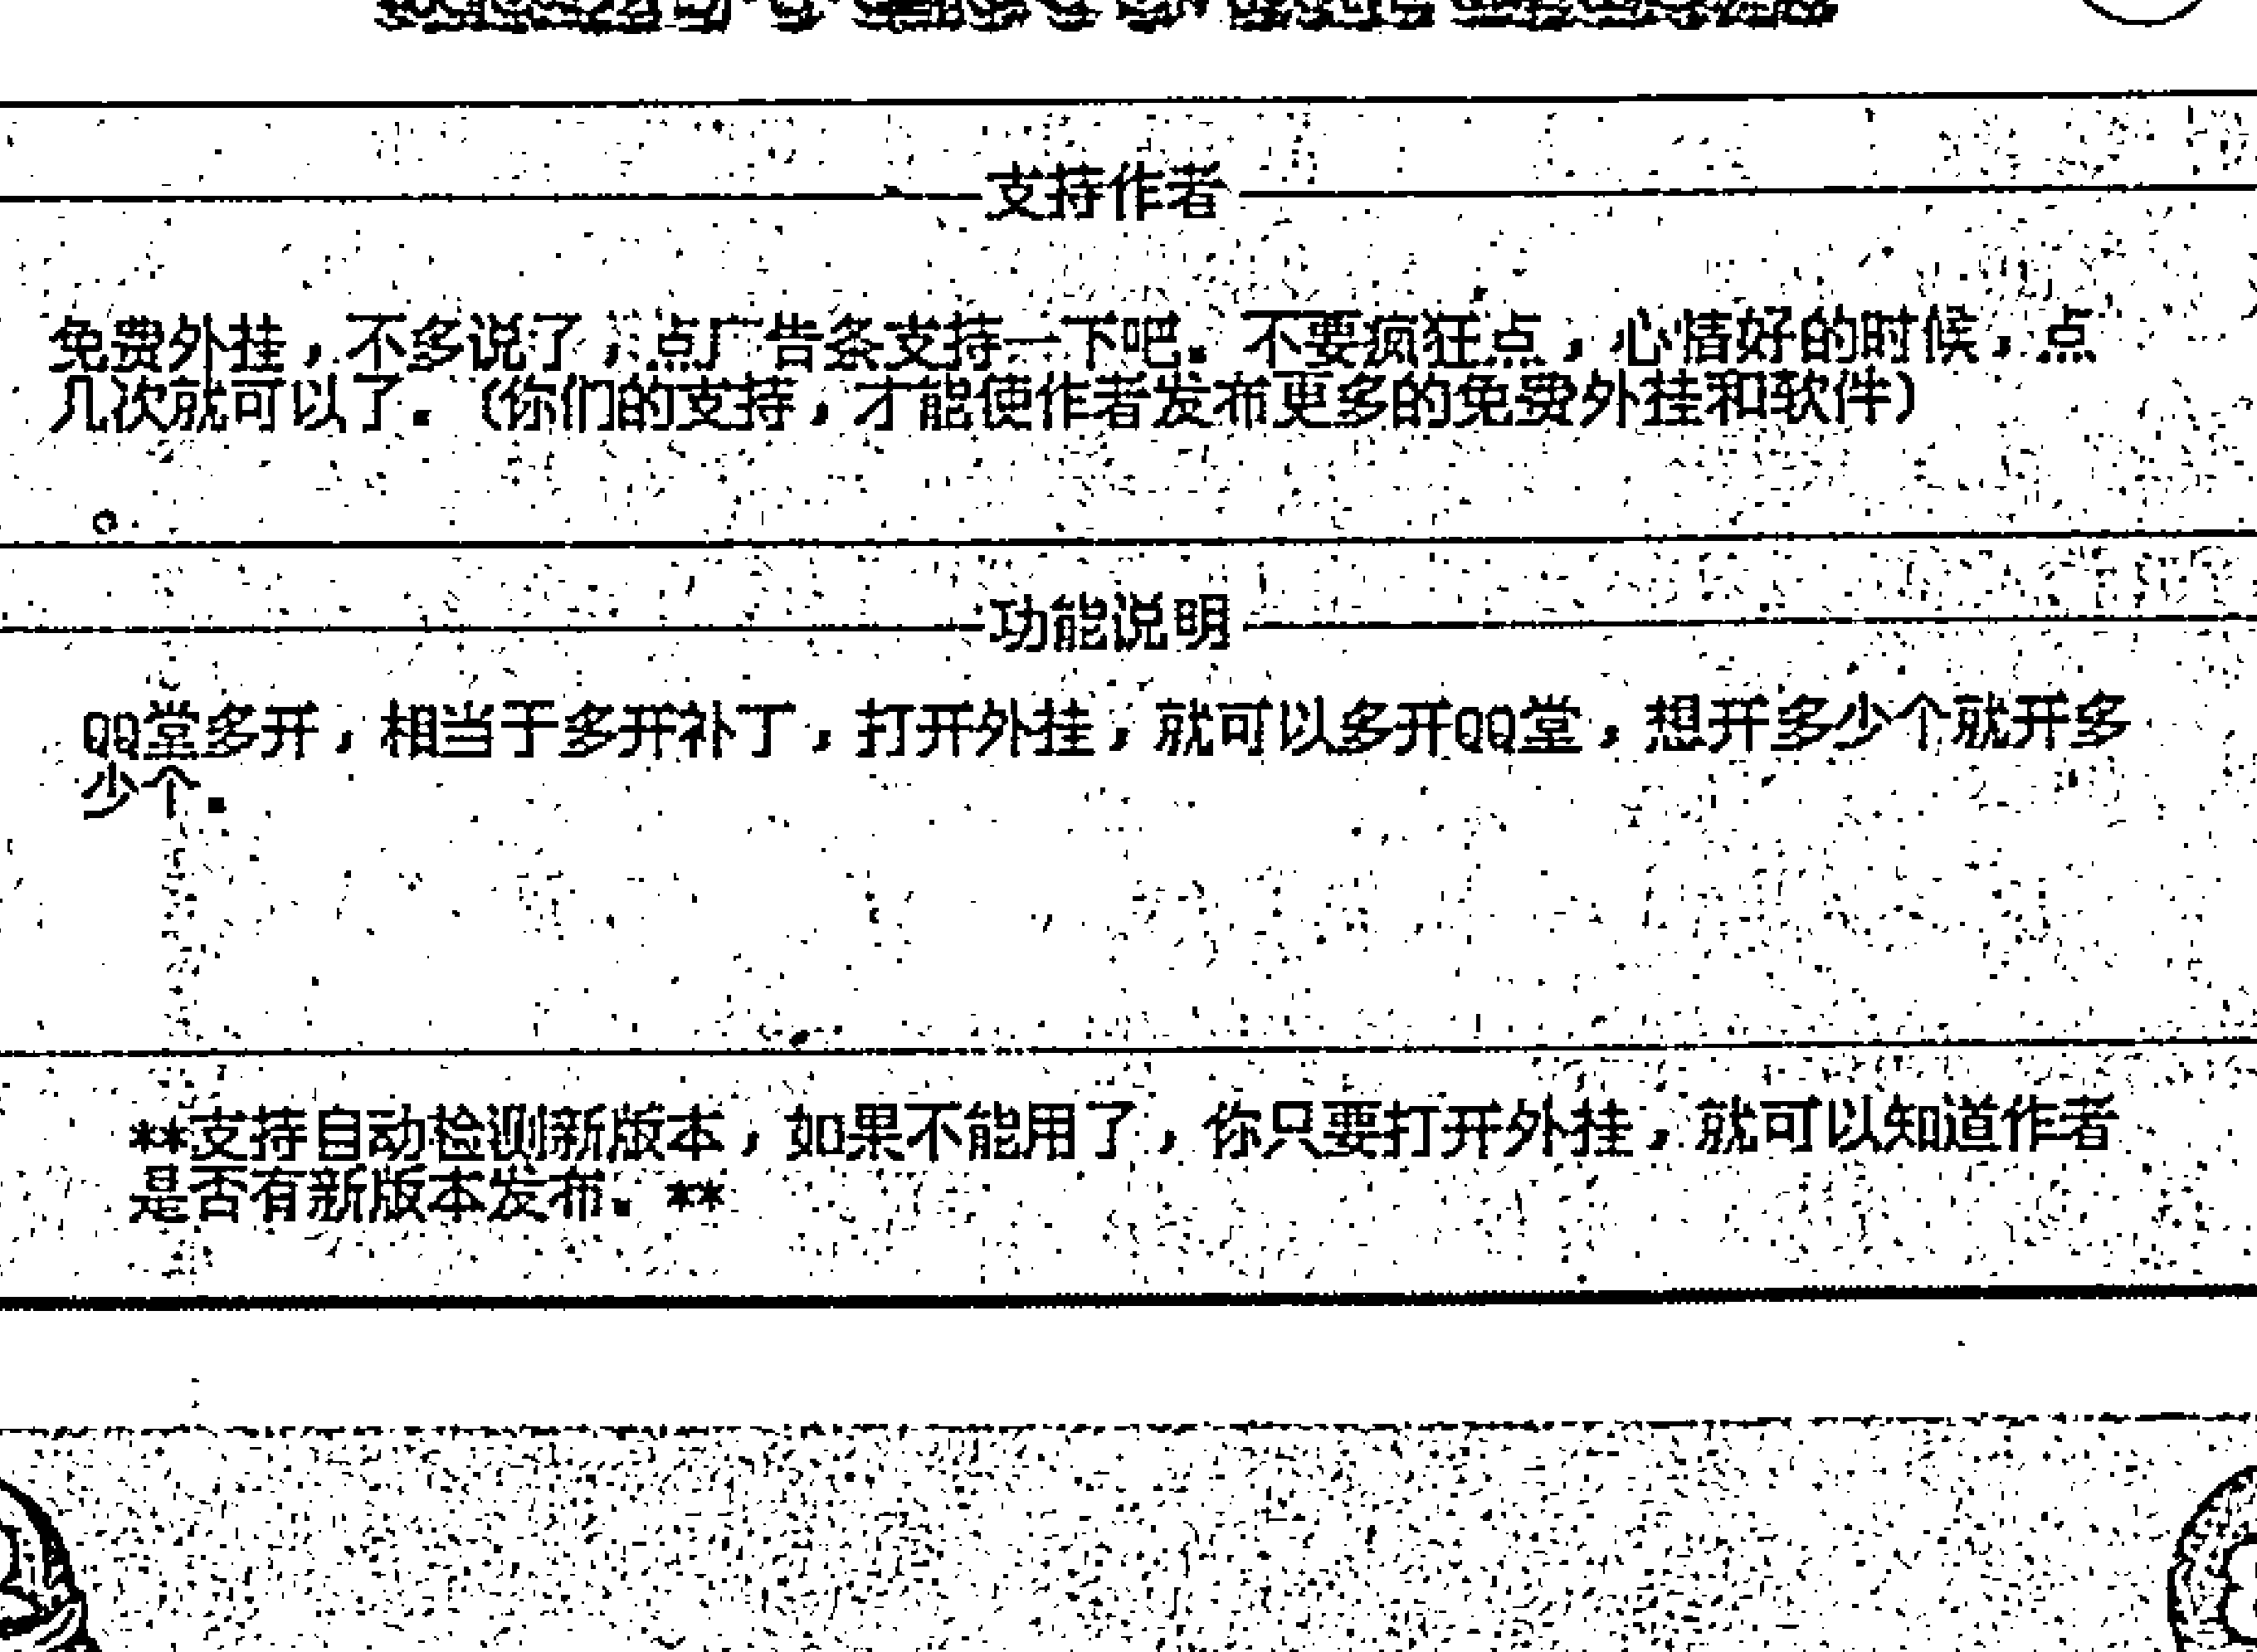 支持作者
免费外挂，不多说了，点广告条支持一下吧．不要疯狂点，心情好的时候，点
几次就可以了．（你们的支持，才能使作者发布更多的免费外挂和软件）
功能说明
QQ堂多开，相当于多开补丁，打开外挂，就可以多开QQ堂，想开多少个就开多
少个．
**支持自动检测新版本，如果不能用了，你只要打开外挂，就可以知道作者
是否有新版本发布．**